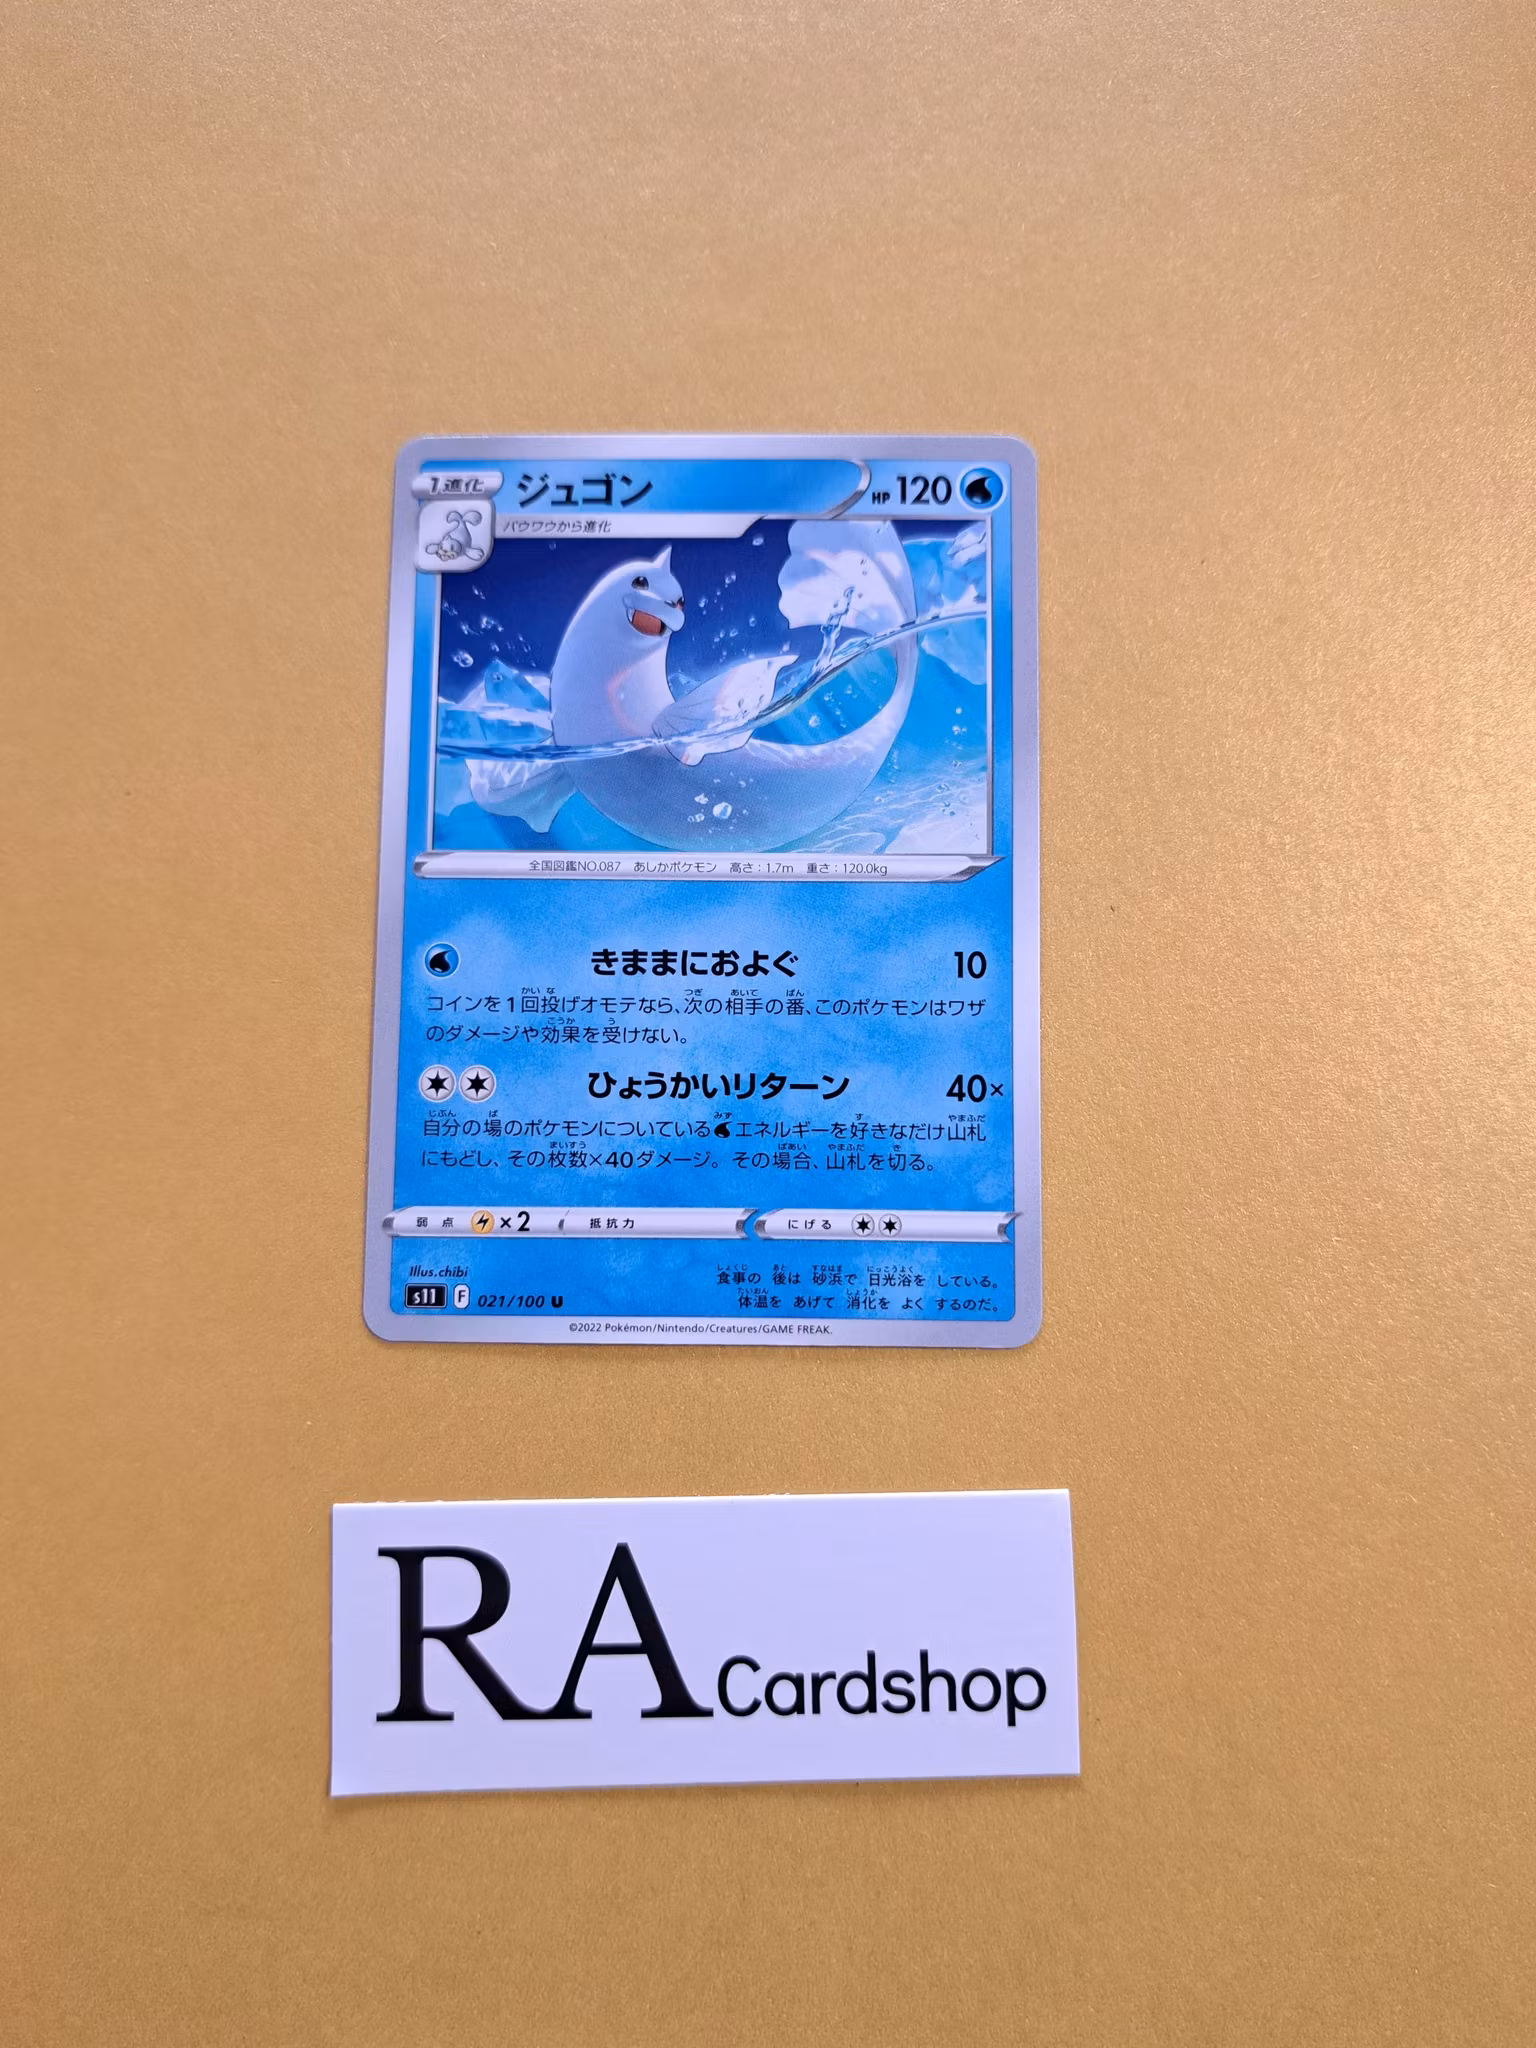 1進化 ジュゴン HP 120
パウワウから進化
全国図鑑NO.087 あしかポケモン 高さ:1.7m 重さ:120.0kg
きままにおよぐ 10
コインを1回投げオモテなら、次の相手の番、このポケモンはワザ
のダメージや効果を受けない。
ひょうかいリターン 40×
自分の場のポケモンについているエネルギーを好きなだけ山札
にもどし、その枚数×40ダメージ。その場合、山札を切る。
弱点 ×2 抵抗力 にげる
Illus.chibi
s11 F 021/100 U
食事の 後は 砂浜で 日光浴を している。
体温を あげて 消化を よく するのだ。
©2022 Pokémon/Nintendo/Creatures/GAME FREAK.
RA Cardshop